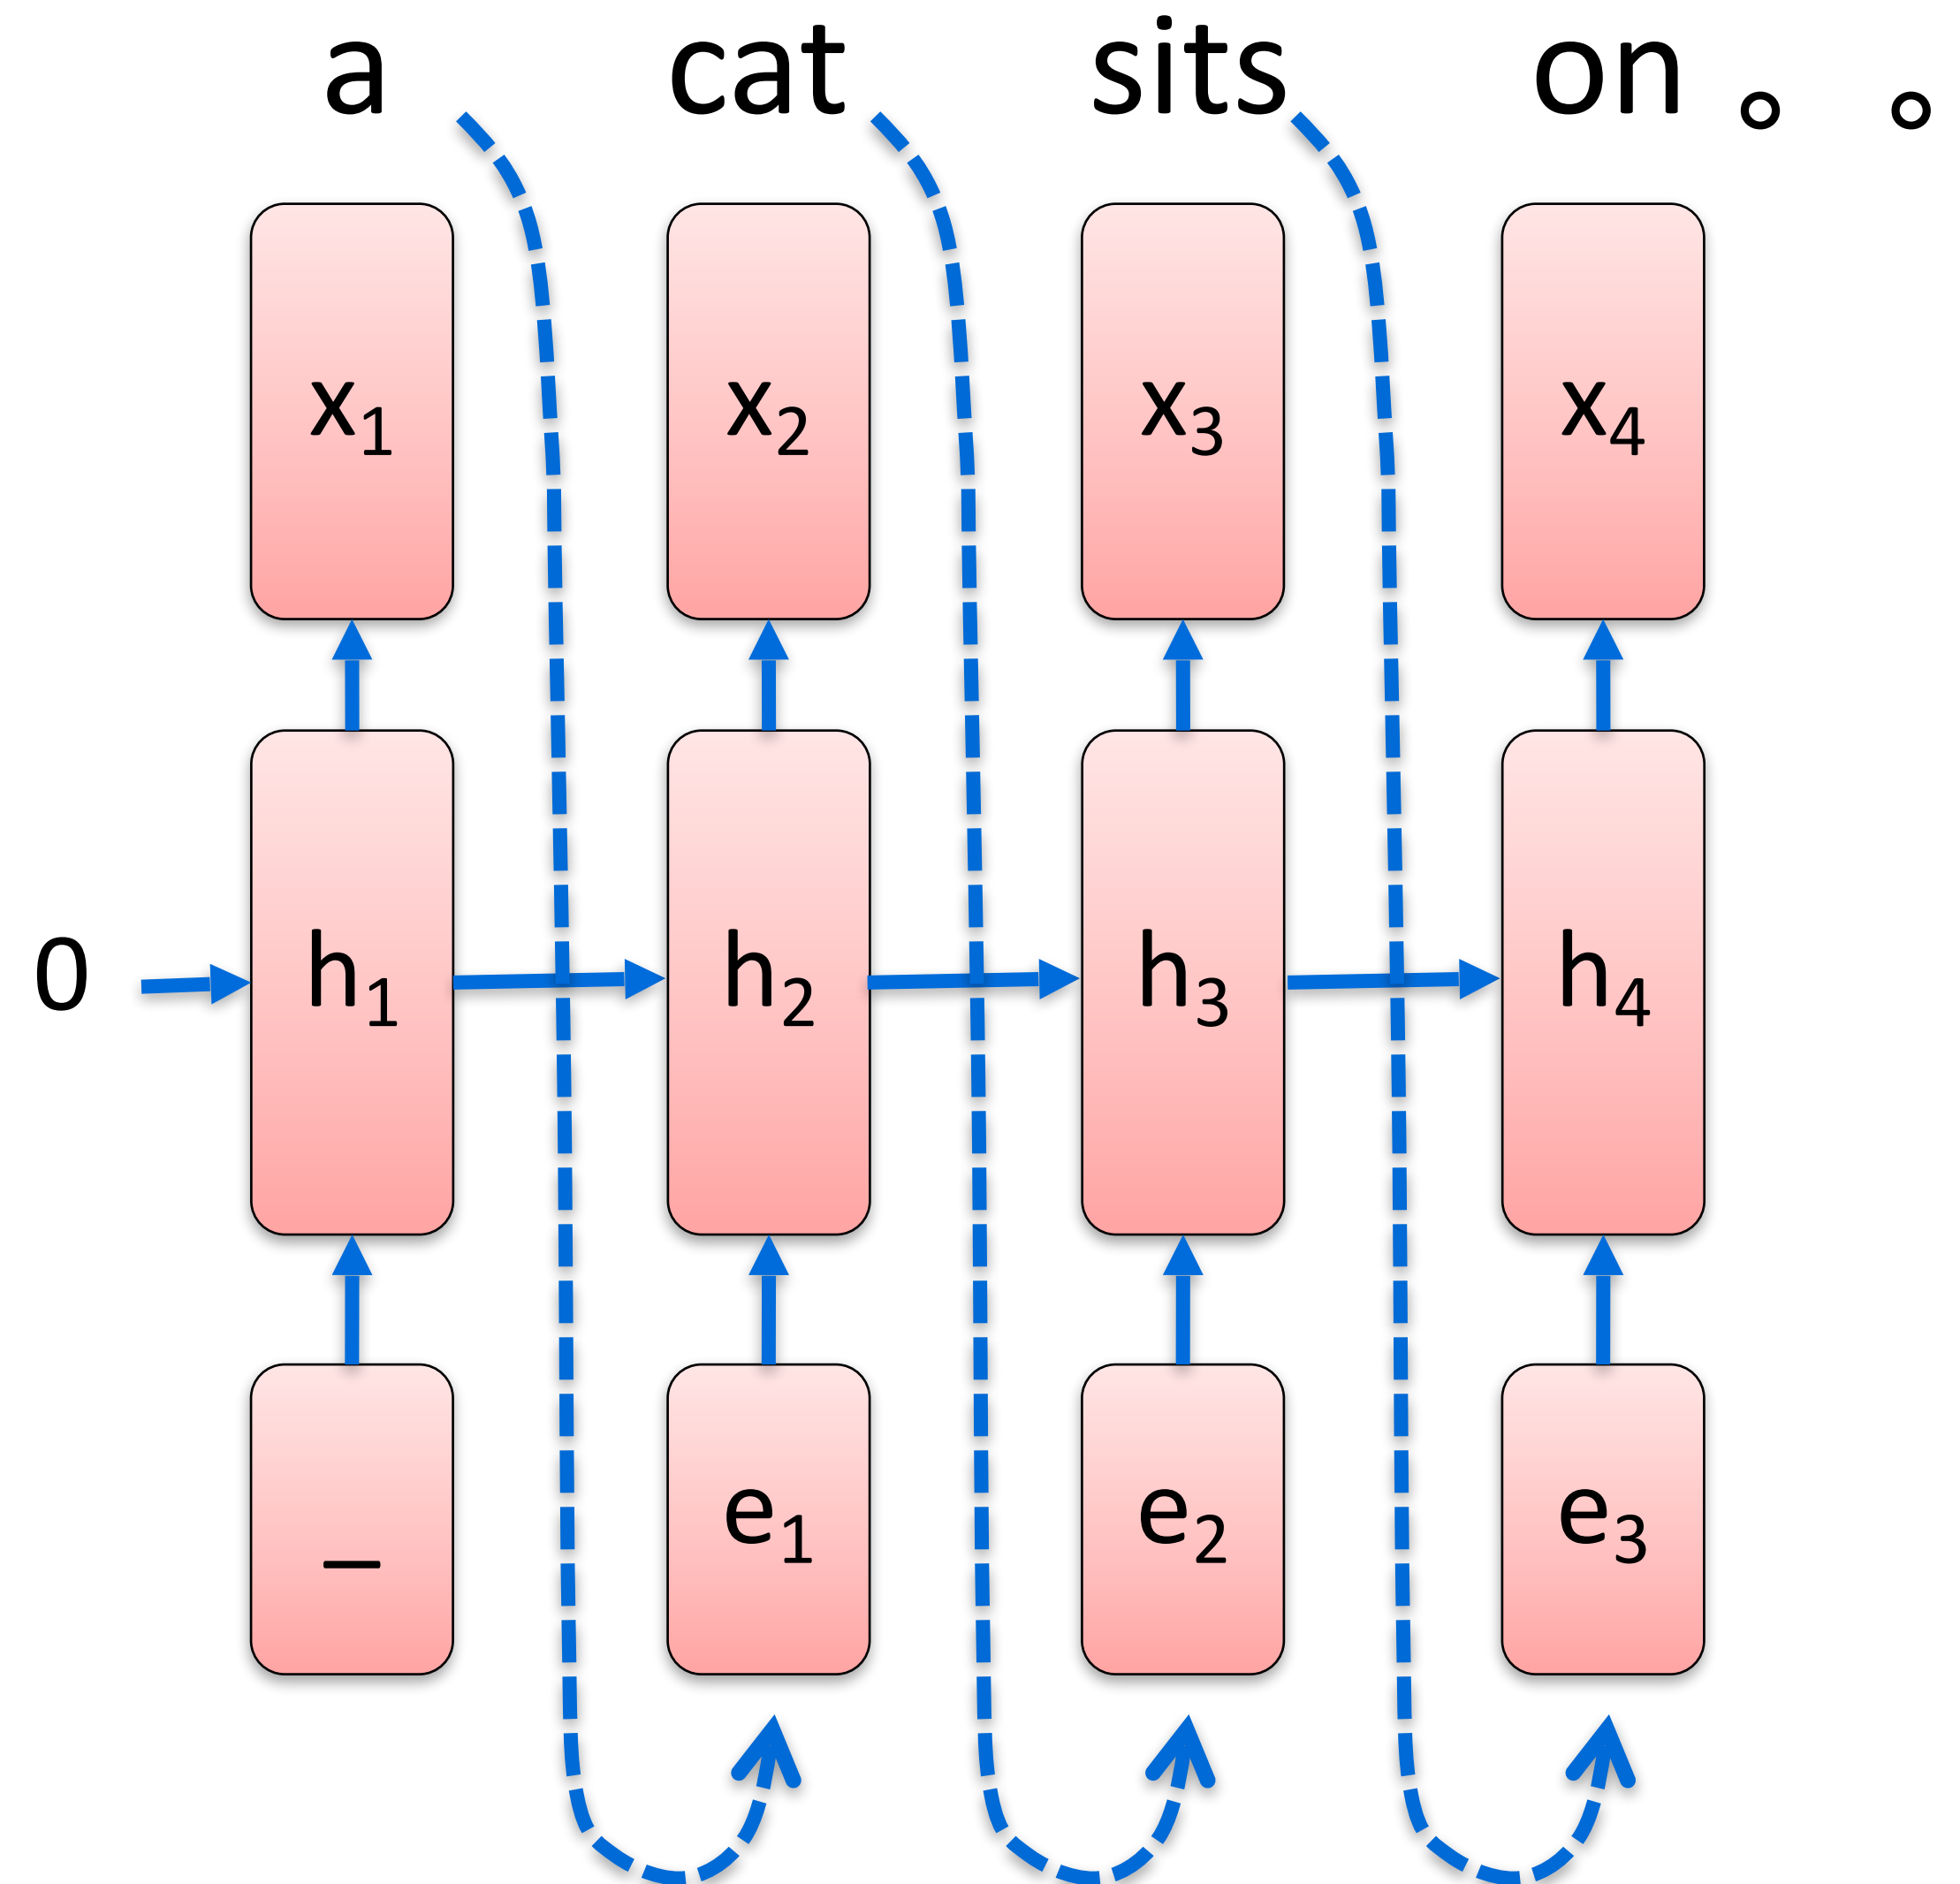 a cat sits on 。 。
x₁ x₂ x₃ x₄
0 h₁ h₂ h₃ h₄
_ e₁ e₂ e₃